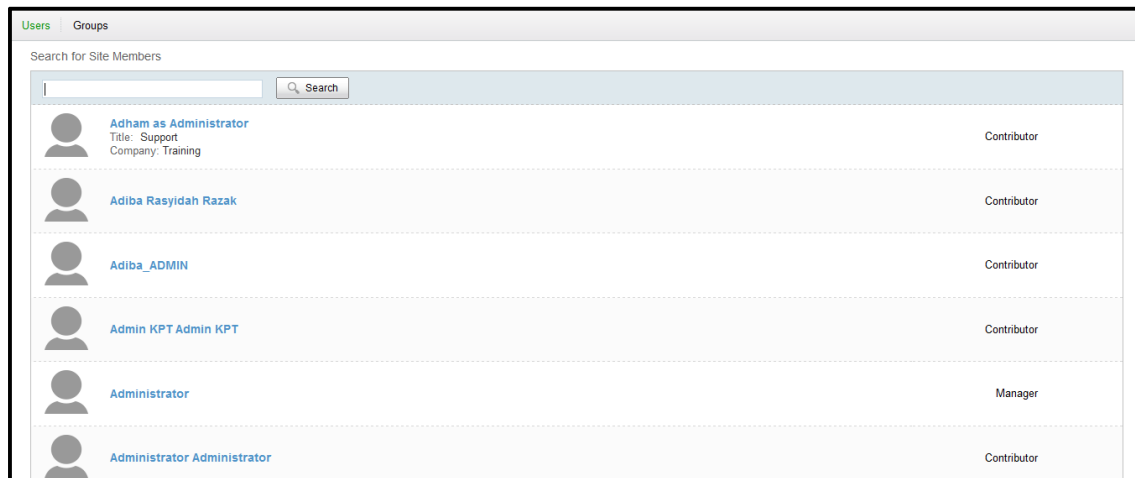 Users Groups
Search for Site Members
Search
Adham as Administrator
Title: Support
Company: Training
Contributor
Adiba Rasyidah Razak
Contributor
Adiba_ADMIN
Contributor
Admin KPT Admin KPT
Contributor
Administrator
Manager
Administrator Administrator
Contributor